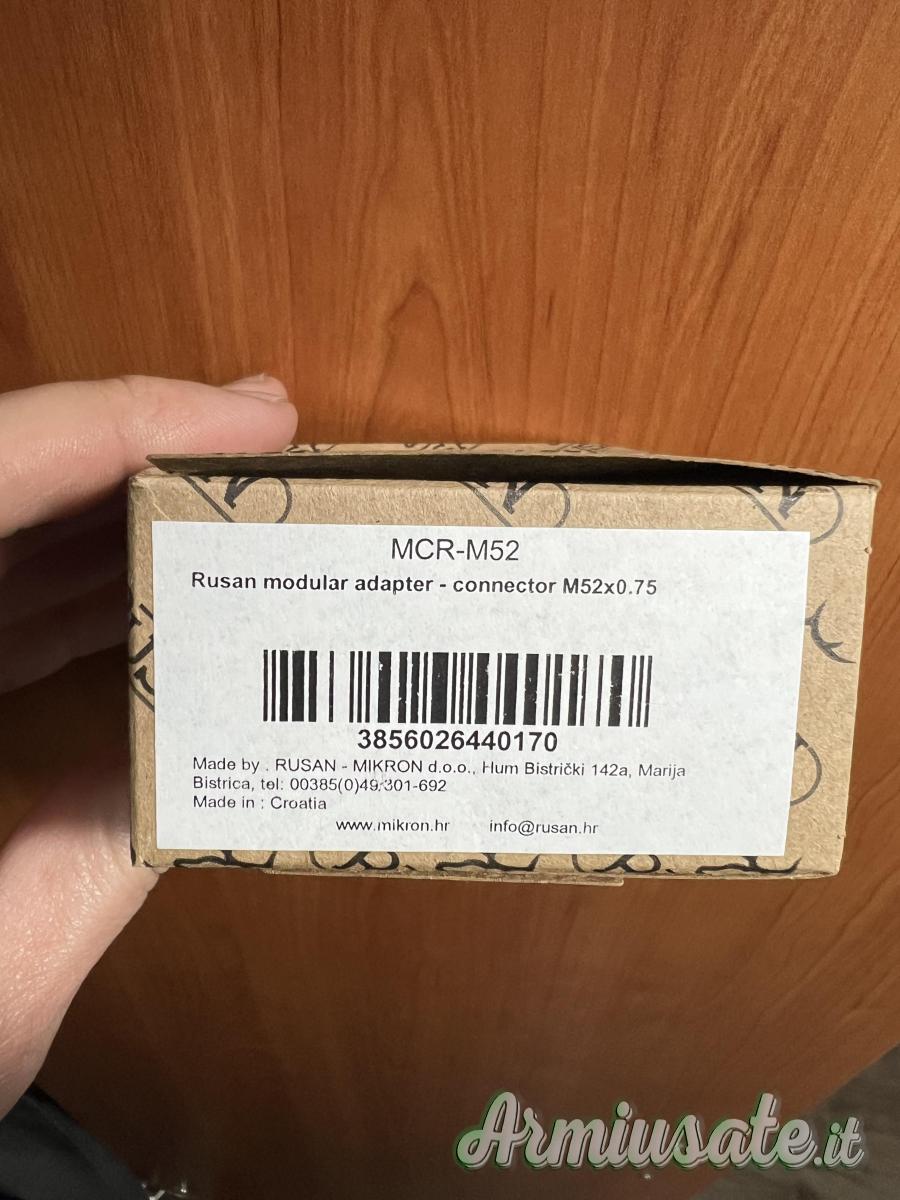 MCR-M52
Rusan modular adapter - connector M52x0.75
3856026440170
Made by . RUSAN - MIKRON d.o.o., Hum Bistrički 142a, Marija
Bistrica, tel: 00385(0)49/301-692
Made in : Croatia
www.mikron.hr info@rusan.hr
Armiusate.it